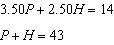 3.50P + 2.50H = 14
P + H = 43